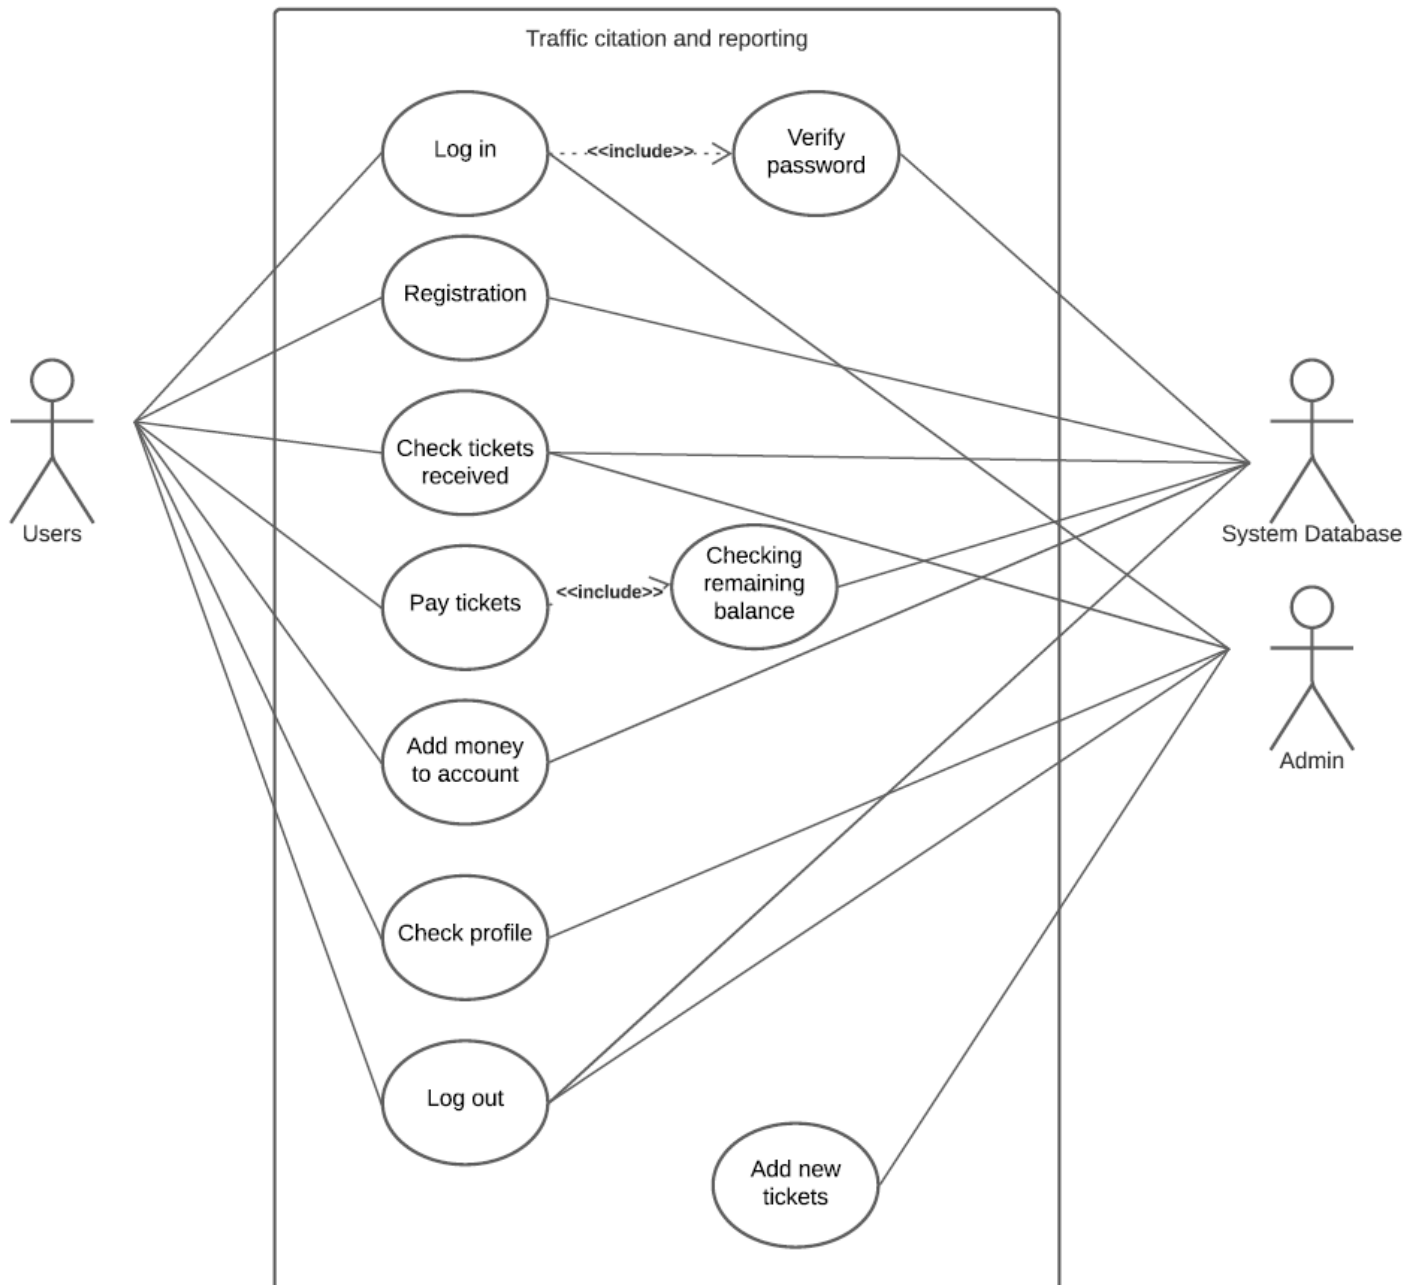 Traffic citation and reporting
Log in
<<include>>
Verify
password
Registration
Check tickets
received
Users
System Database
Pay tickets
<<include>>
Checking
remaining
balance
Add money
to account
Admin
Check profile
Log out
Add new
tickets